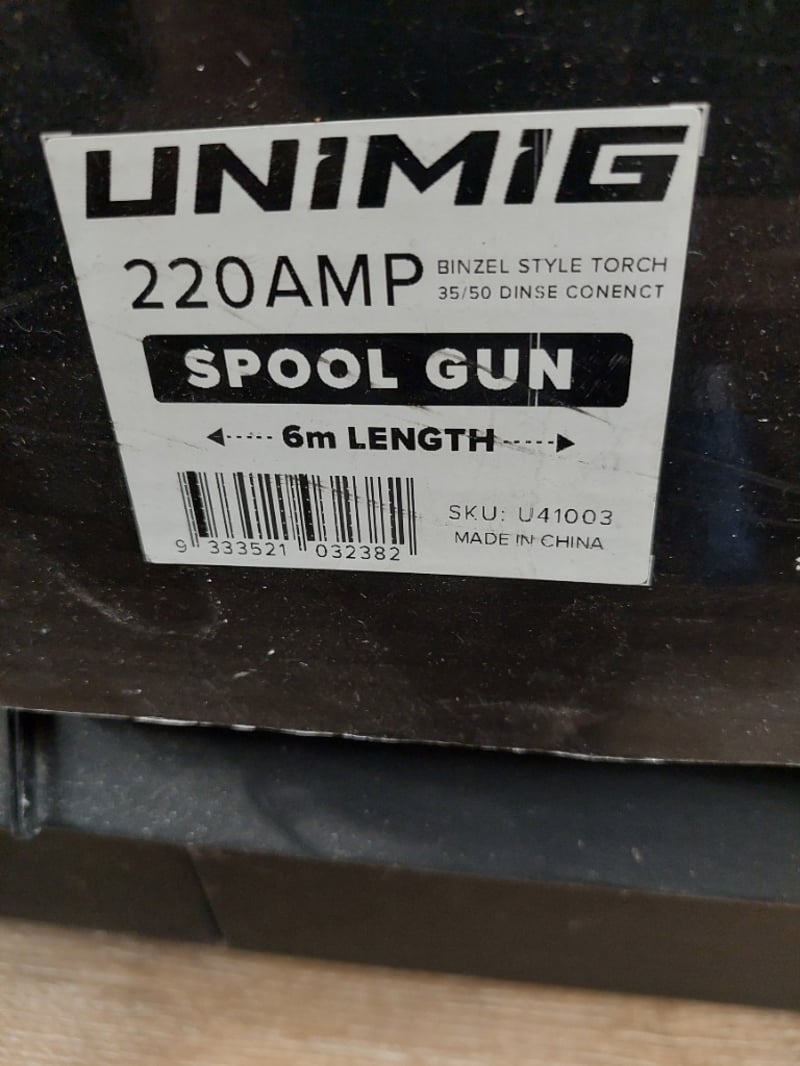 UNIMIG
220AMP
BINZEL STYLE TORCH
35/50 DINSE CONENCT
SPOOL GUN
6m LENGTH
SKU: U41003
MADE IN CHINA
9 333521 032382